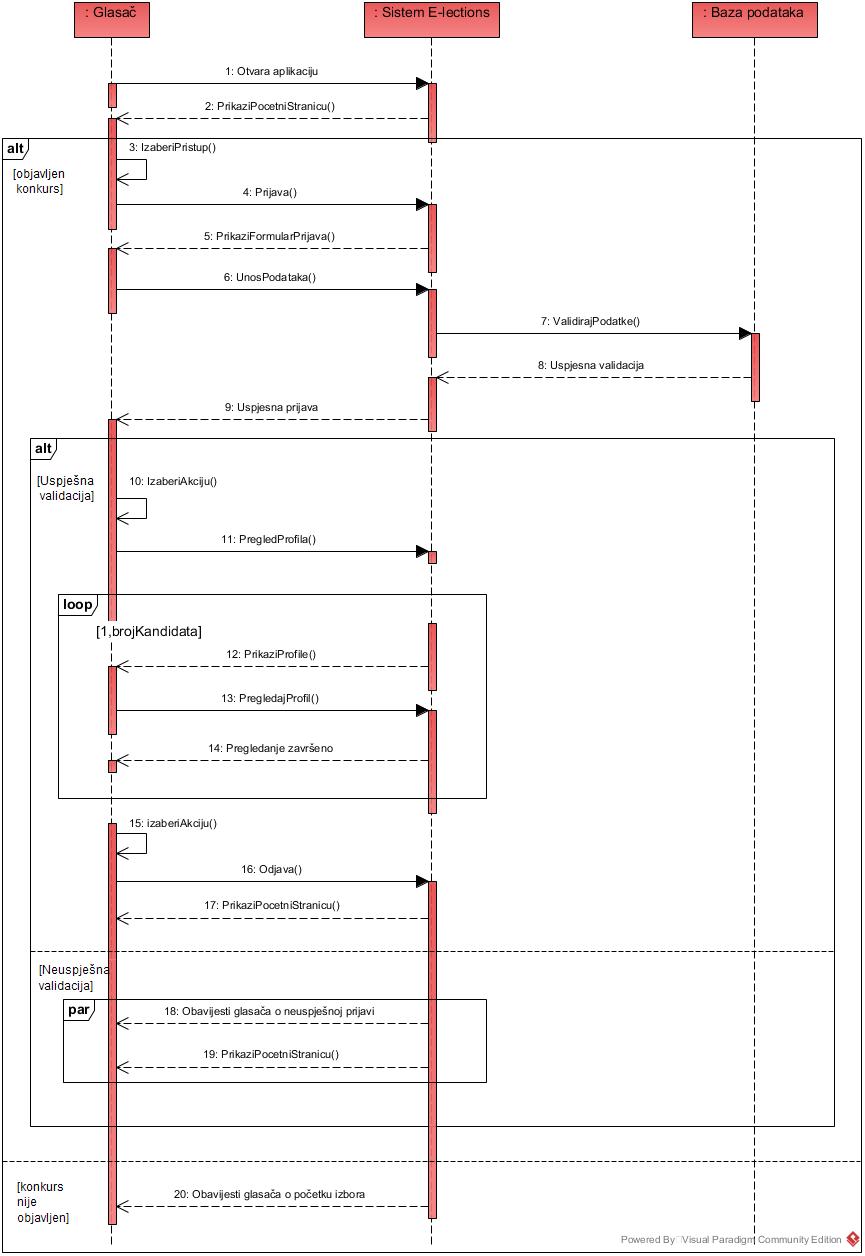 : Glasač
: Sistem E-lections
: Baza podataka
1: Otvara aplikaciju
2: PrikaziPocetniStranicu()
alt
[objavljen
konkurs]
3: IzaberiPristup()
4: Prijava()
5: PrikaziFormularPrijava()
6: UnosPodataka()
7: ValidirajPodatke()
8: Uspjesna validacija
9: Uspjesna prijava
alt
[Uspješna
validacija]
10: IzaberiAkciju()
11: PregledProfila()
loop
[1,brojKandidata]
12: PrikaziProfile()
13: PregledajProfil()
14: Pregledanje završeno
15: izaberiAkciju()
16: Odjava()
17: PrikaziPocetniStranicu()
[Neuspješna
validacija]
par
18: Obavijesti glasača o neuspješnoj prijavi
19: PrikaziPocetniStranicu()
[konkurs
nije
objavljen]
20: Obavijesti glasača o početku izbora
Powered By Visual Paradigm Community Edition